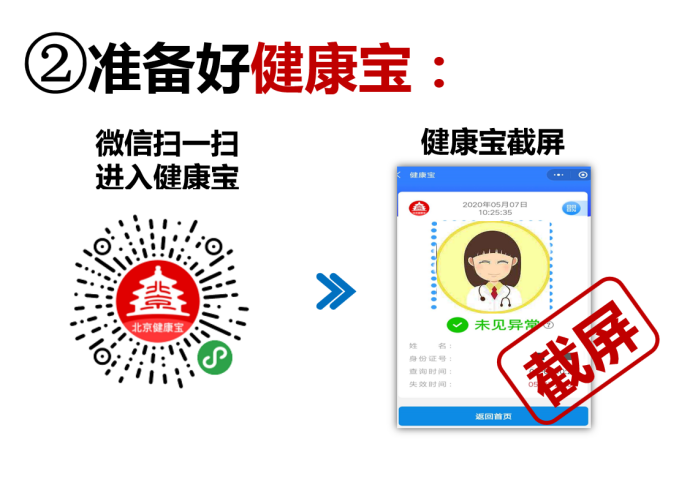 ②准备好健康宝：
微信扫一扫
进入健康宝
北京健康宝
健康宝截屏
健康宝
2020年05月07日
10:25:35
未见异常
姓 名：
身份证号：
查询时间：
失效时间：
05
返回首页
截屏